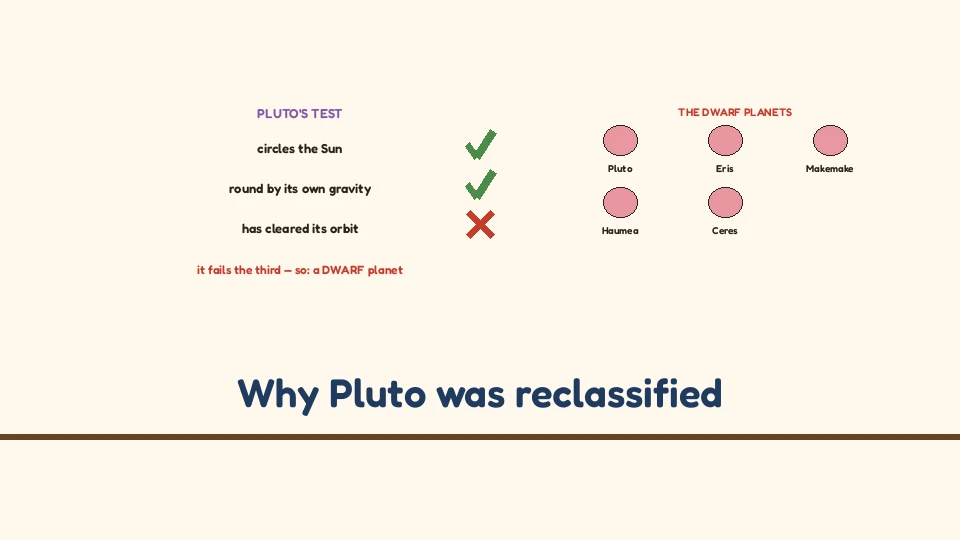 PLUTO'S TEST
circles the Sun
round by its own gravity
has cleared its orbit
it fails the third — so: a DWARF planet
THE DWARF PLANETS
Pluto Eris Makemake
Haumea Ceres
Why Pluto was reclassified